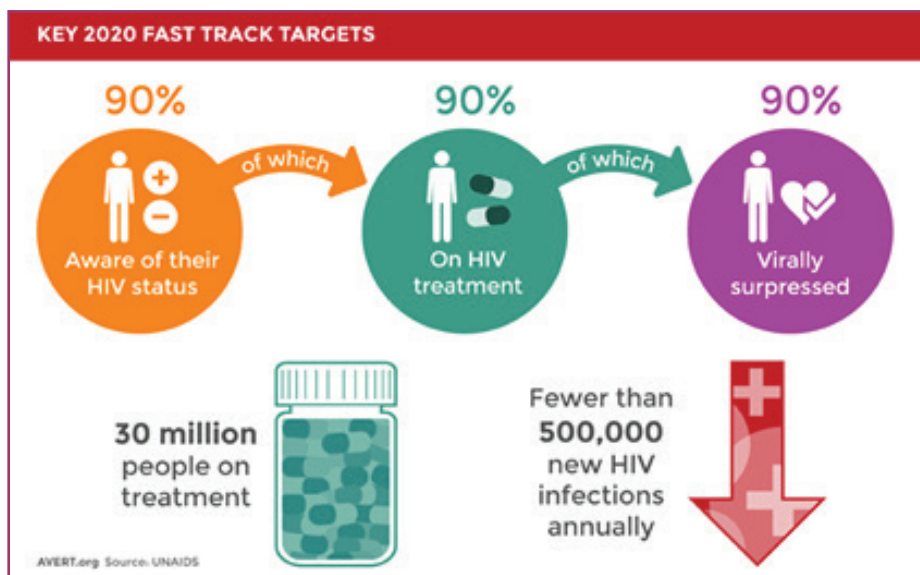 KEY 2020 FAST TRACK TARGETS
90%
Aware of their
HIV status
of which
90%
On HIV
treatment
of which
90%
Virally
surpressed
30 million
people on
treatment
Fewer than
500,000
new HIV
infections
annually
AVERT.org Source: UNAIDS